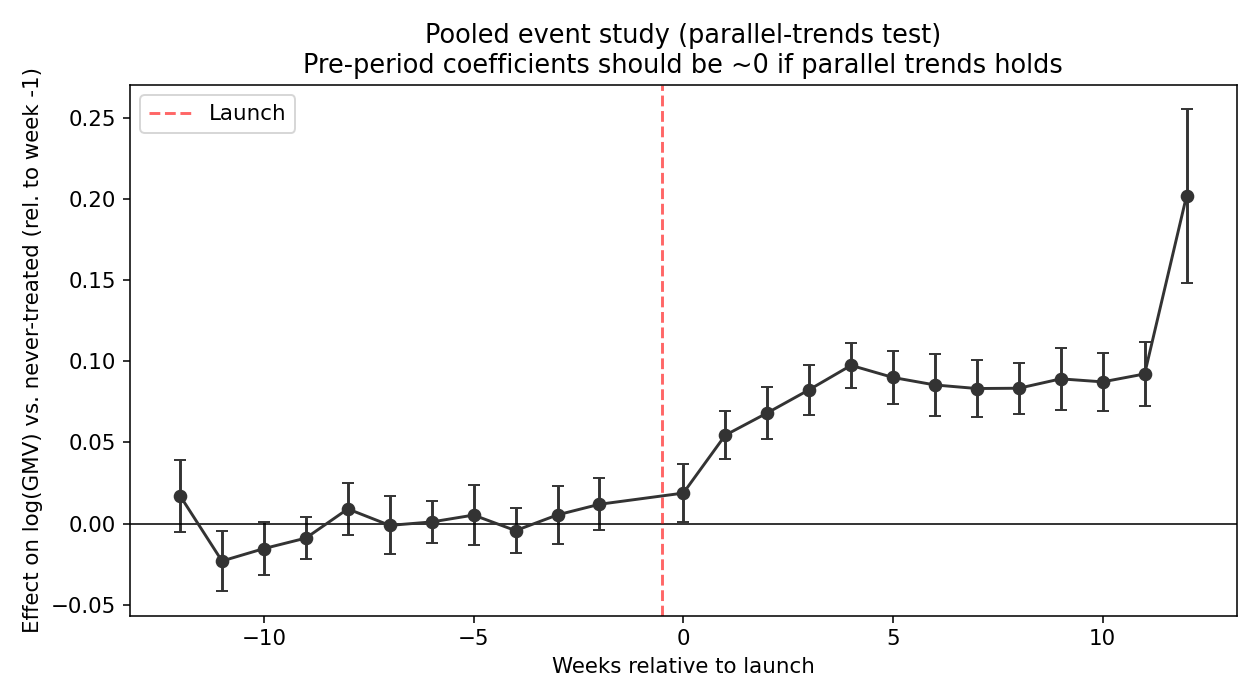 Pooled event study (parallel-trends test)
Pre-period coefficients should be ~0 if parallel trends holds
Effect on log(GMV) vs. never-treated (rel. to week -1)
Launch
0.25
0.20
0.15
0.10
0.05
0.00
−0.05
−10
−5
0
5
10
Weeks relative to launch